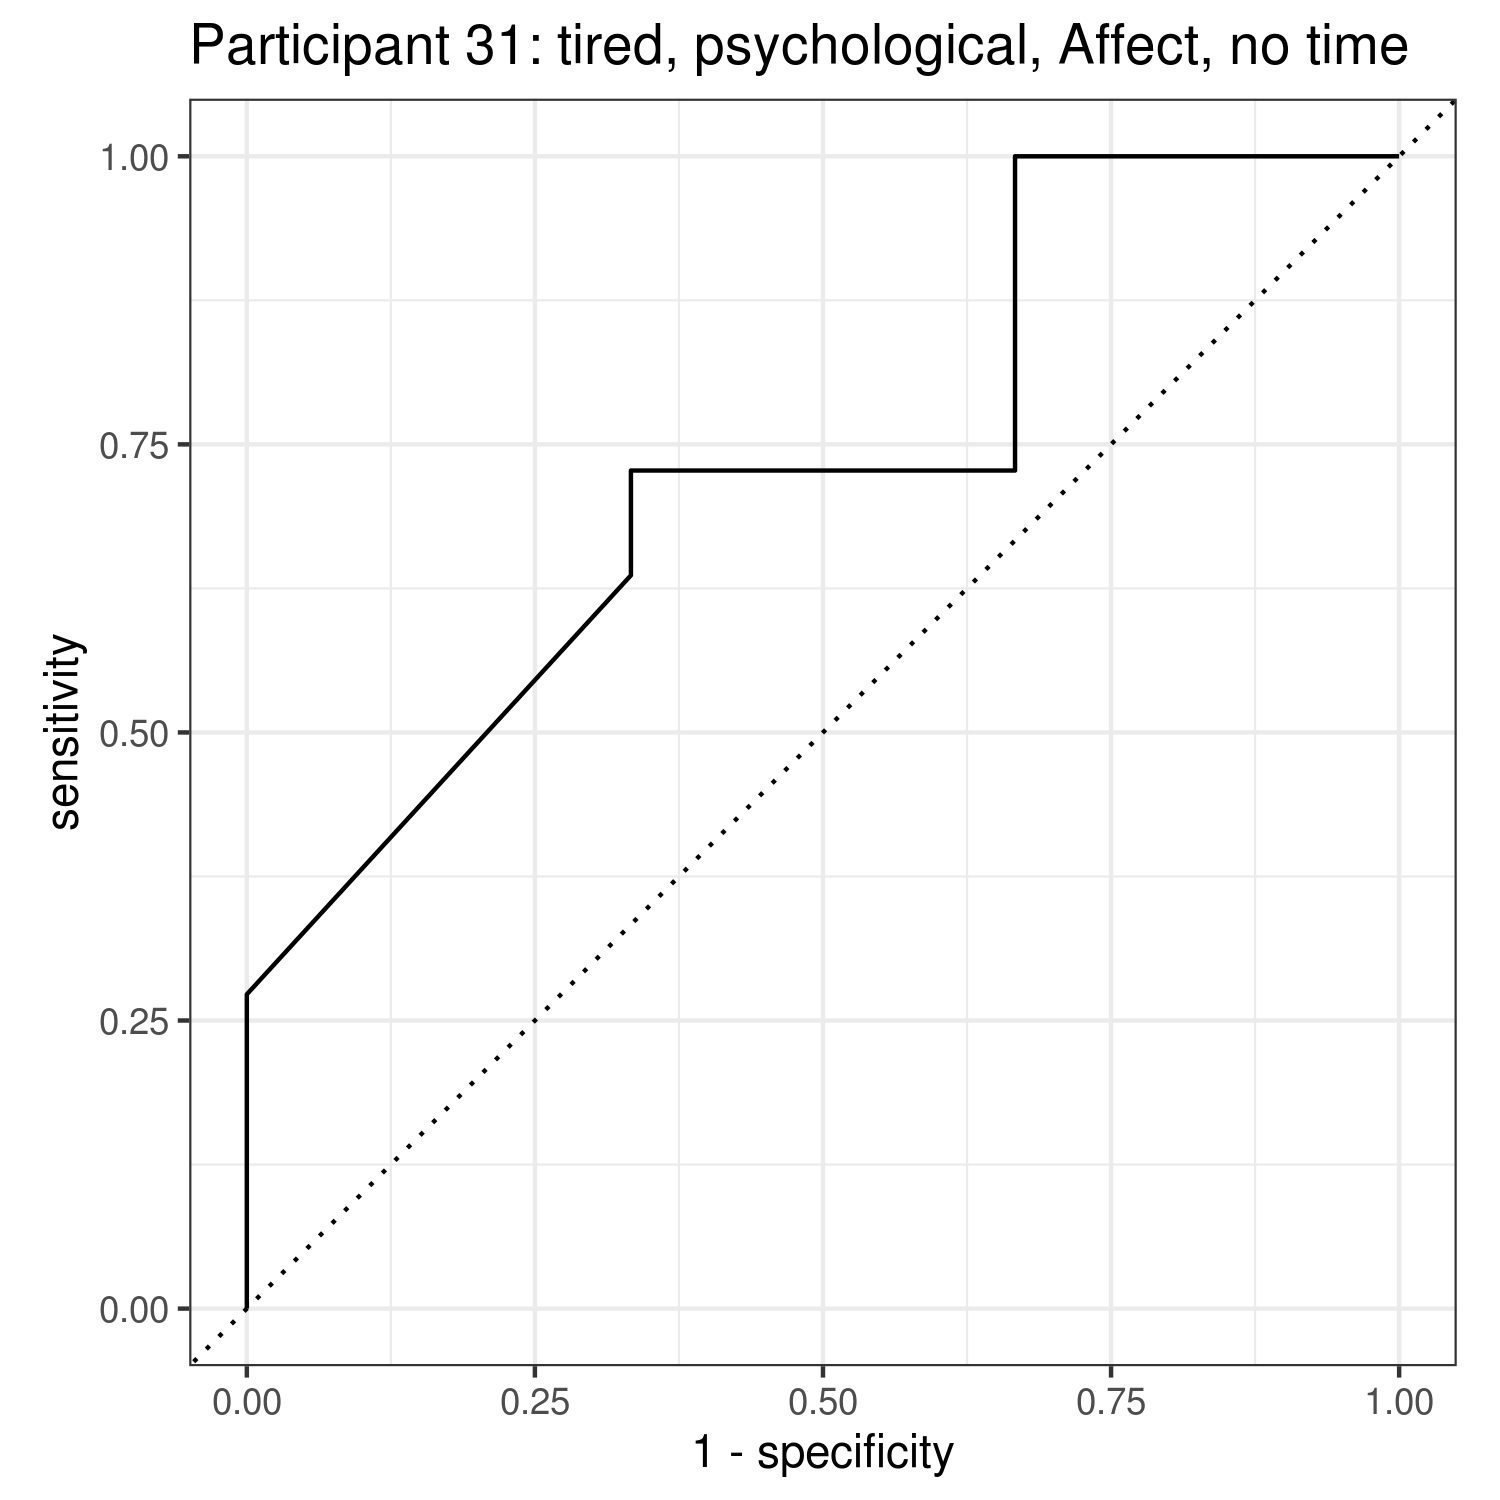 Participant 31: tired, psychological, Affect, no time
1.00
0.75
0.50
0.25
0.00
sensitivity
0.00 0.25 0.50 0.75 1.00
1 - specificity